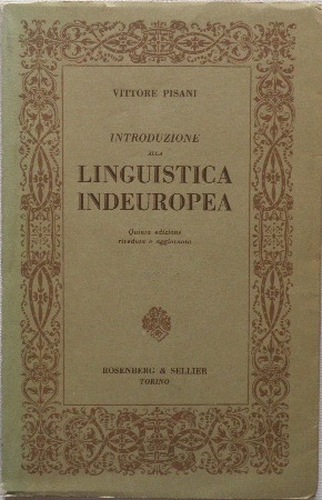 VITTORE PISANI
INTRODUZIONE
ALLA
LINGUISTICA
INDEUROPEA
Quinta edizione
riveduta e aggiornata
ROSENBERG & SELLIER
TORINO